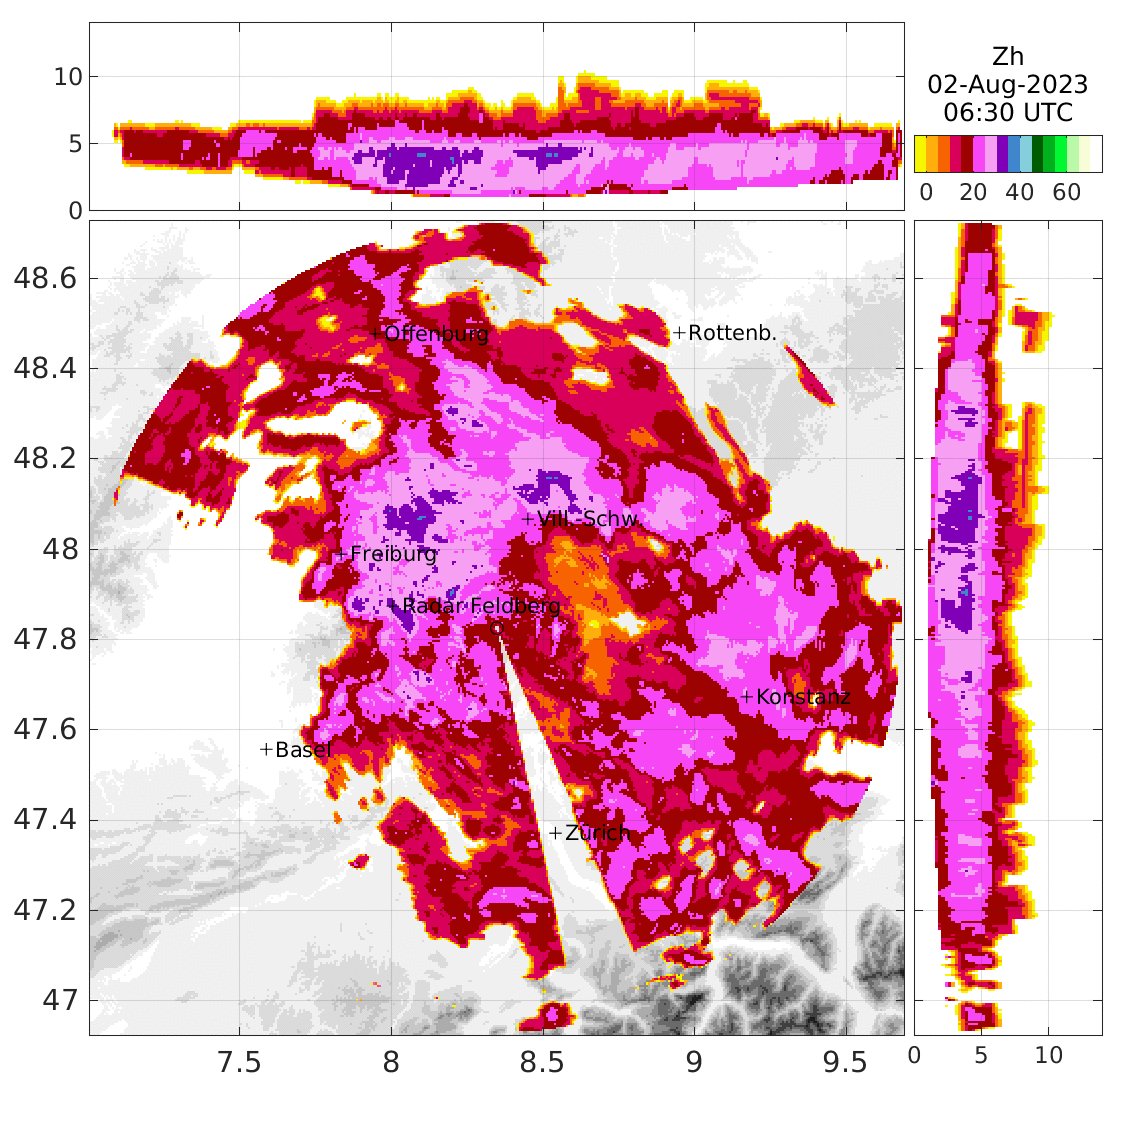 10
5
0
Zh
02-Aug-2023
06:30 UTC
0 20 40 60
48.6
48.4
48.2
48
47.8
47.6
47.4
47.2
47
+Offenburg
+Rottenb.
+Vill.-Schw.
+Freiburg
+Radar Feldberg
+Konstanz
+Basel
+Zürich
7.5 8 8.5 9 9.5
0 5 10